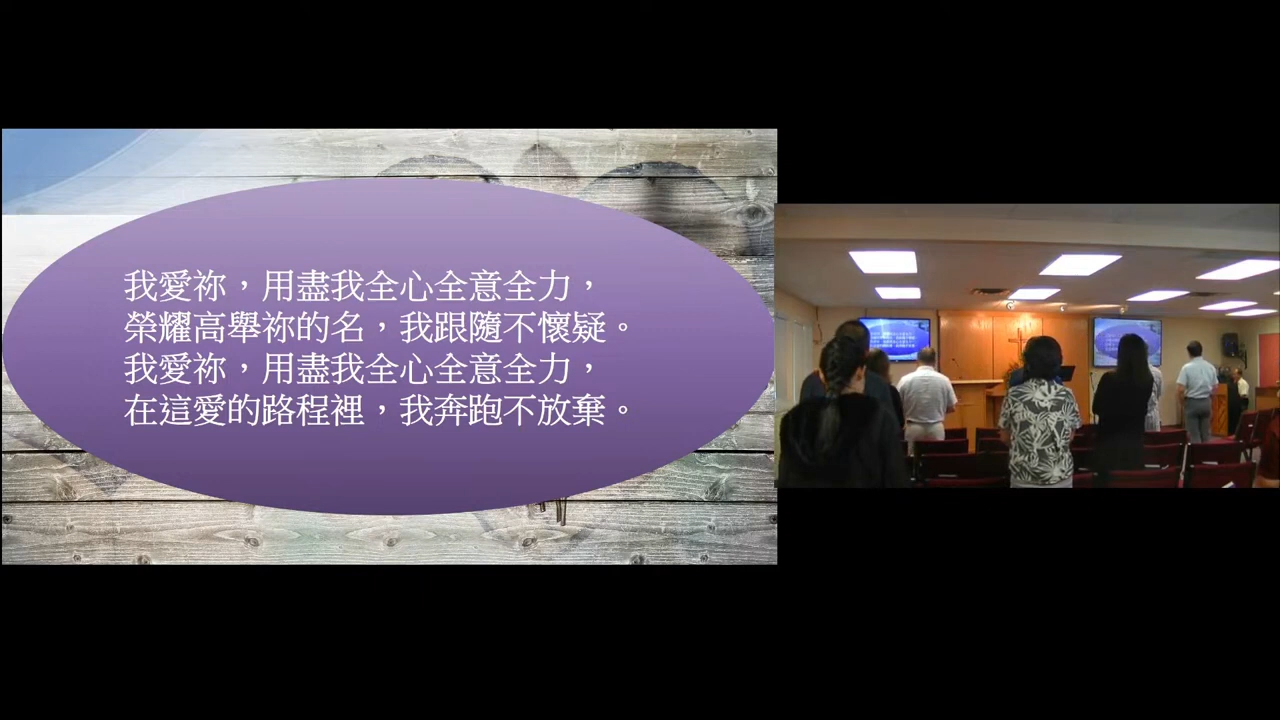 我愛祢，用盡我全心全意全力，
榮耀高舉祢的名，我跟隨不懷疑。
我愛祢，用盡我全心全意全力，
在這愛的路程裡，我奔跑不放棄。